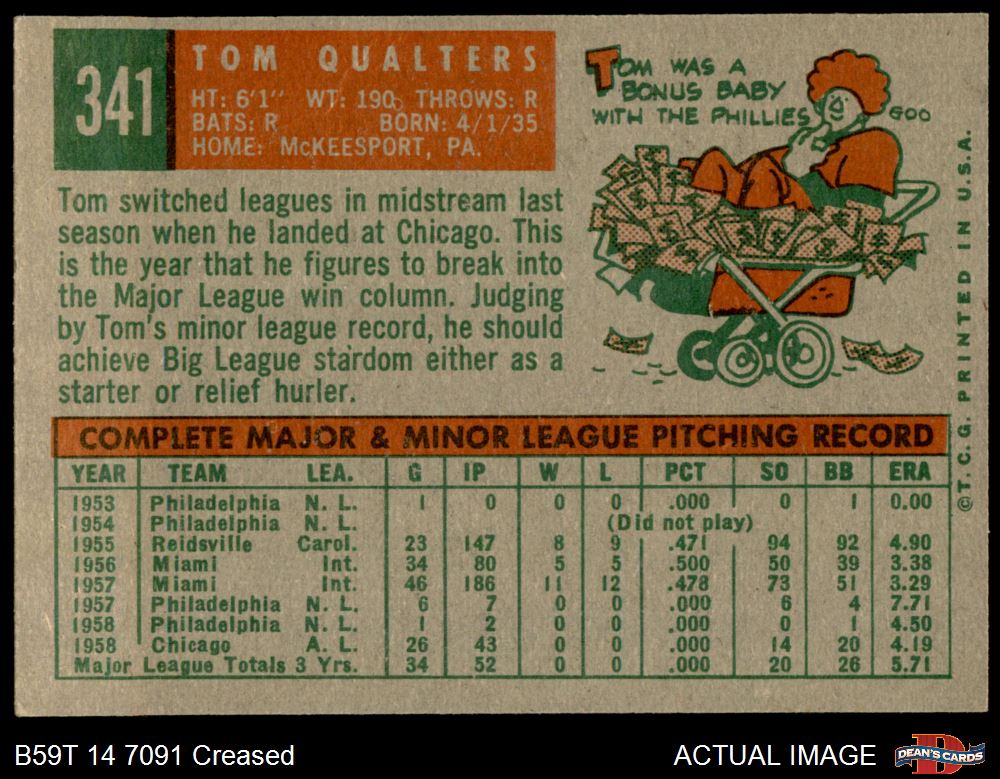 341
TOM QUALTERS
HT: 6'1" WT: 190 THROWS: R
BATS: R BORN: 4/1/35
HOME: McKEESPORT, PA.
TOM WAS A
BONUS BABY
WITH THE PHILLIES
GOO
Tom switched leagues in midstream last
season when he landed at Chicago. This
is the year that he figures to break into
the Major League win column. Judging
by Tom's minor league record, he should
achieve Big League stardom either as a
starter or relief hurler.
©T.C.G. PRINTED IN U.S.A.
COMPLETE MAJOR & MINOR LEAGUE PITCHING RECORD
YEAR TEAM LEA. G IP W L PCT SO BB ERA
1953 Philadelphia N. L. 1 0 0 0 .000 0 1 0.00
1954 Philadelphia N. L. (Did not play)
1955 Reidsville Carol. 23 147 8 9 .471 94 92 4.90
1956 Miami Int. 34 80 5 5 .500 50 39 3.38
1957 Miami Int. 46 186 11 12 .478 73 51 3.29
1957 Philadelphia N. L. 6 7 0 0 .000 6 4 7.71
1958 Philadelphia N. L. 1 2 0 0 .000 0 1 4.50
1958 Chicago A. L. 26 43 0 0 .000 14 20 4.19
Major League Totals 3 Yrs. 34 52 0 0 .000 20 26 5.71
B59T 14 7091 Creased
ACTUAL IMAGE
DEAN'S CARDS